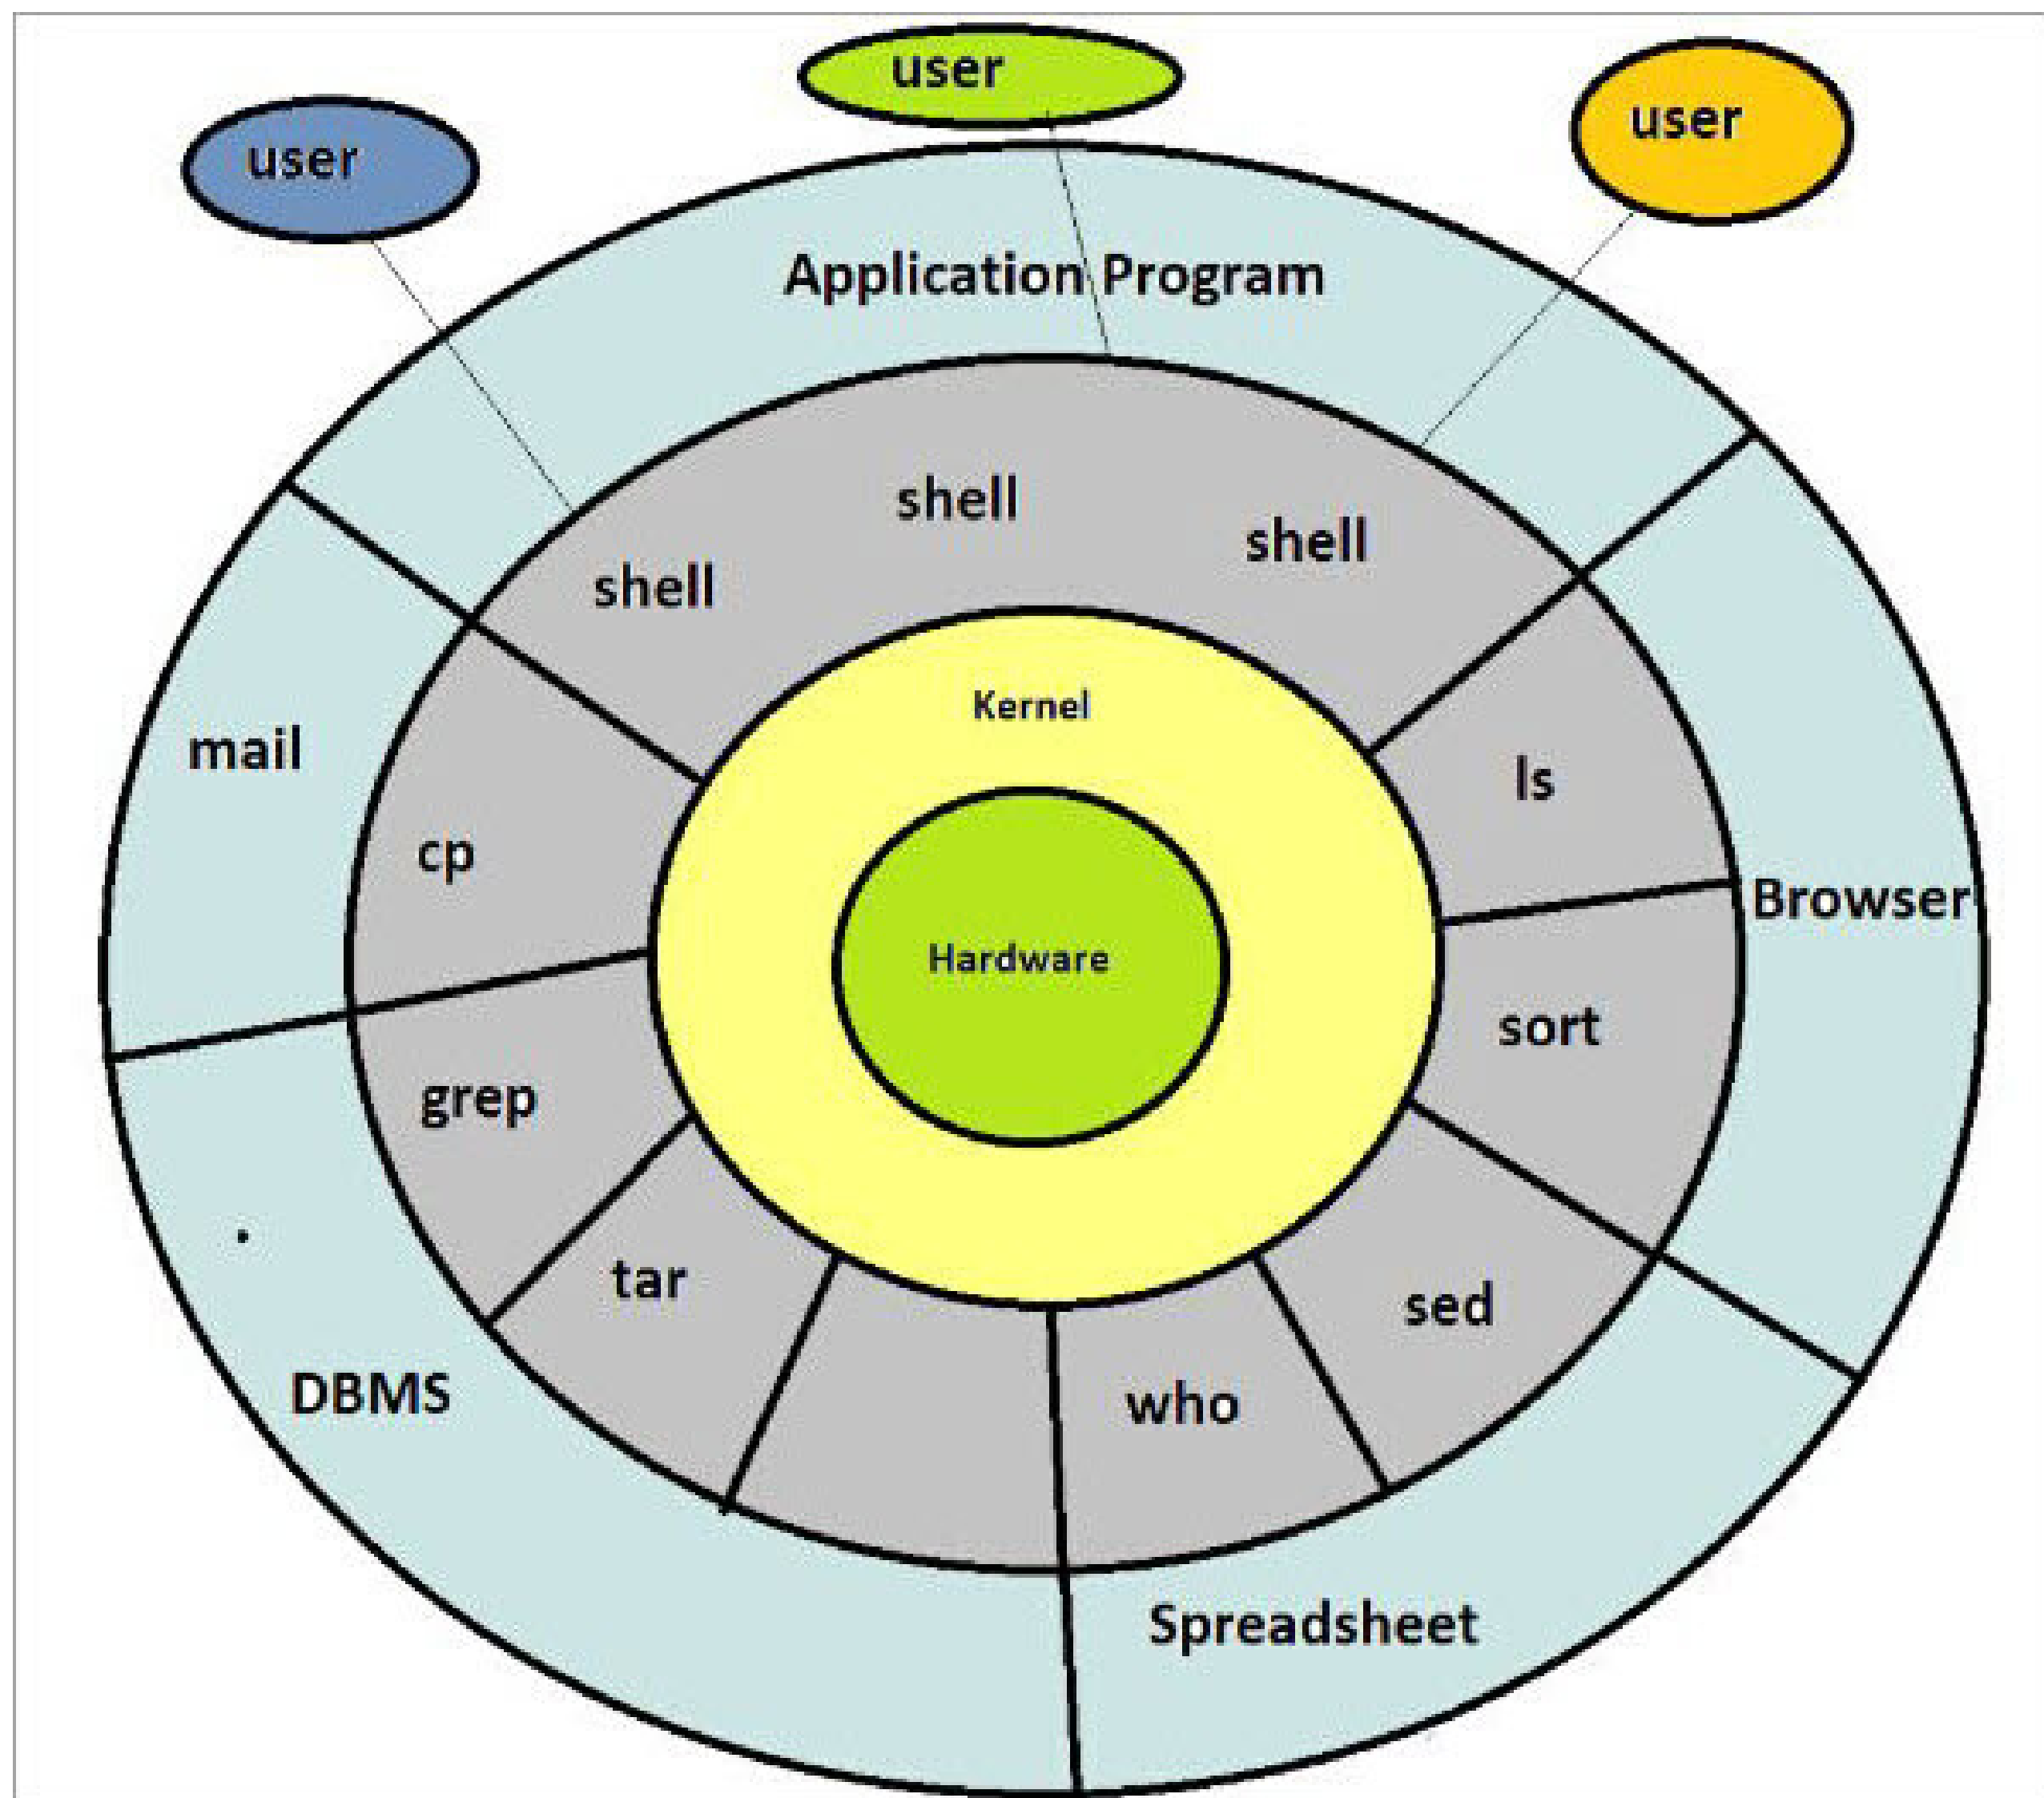 user
user
user
Application Program
shell
shell
shell
Kernel
mail
ls
cp
Browser
Hardware
sort
grep
tar
sed
DBMS
who
Spreadsheet